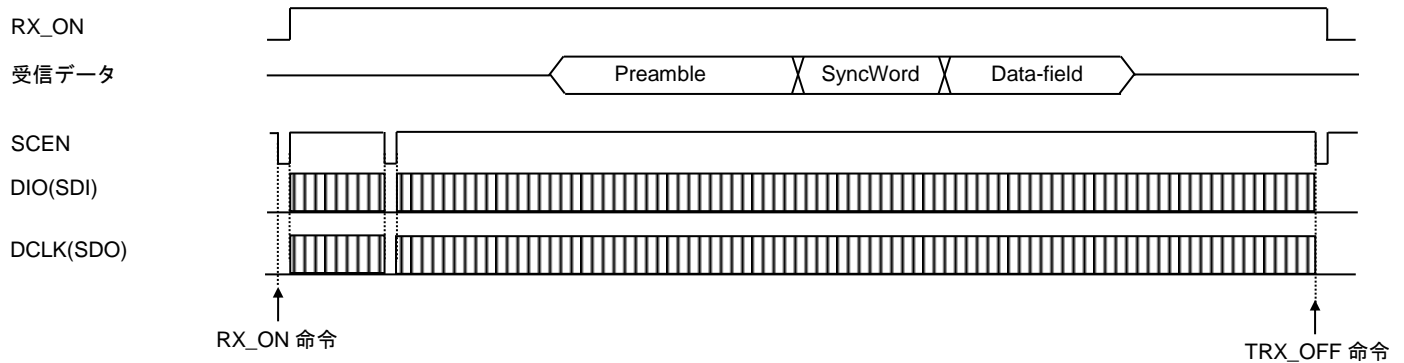 RX_ON
受信データ
Preamble SyncWord Data-field
SCEN
DIO(SDI)
DCLK(SDO)
RX_ON 命令
TRX_OFF 命令